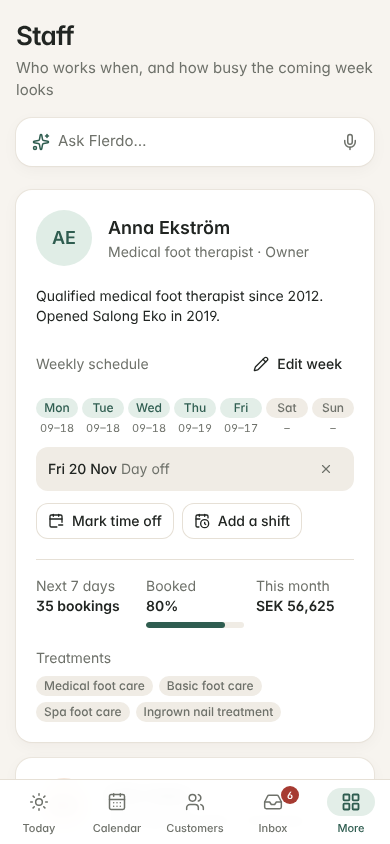 Staff
Who works when, and how busy the coming week
looks
Ask Flerdo...
AE
Anna Ekström
Medical foot therapist · Owner
Qualified medical foot therapist since 2012.
Opened Salong Eko in 2019.
Weekly schedule
Edit week
Mon Tue Wed Thu Fri Sat Sun
09–18 09–18 09–18 09–19 09–17 – –
Fri 20 Nov Day off
Mark time off
Add a shift
Next 7 days Booked This month
35 bookings 80% SEK 56,625
Treatments
Medical foot care Basic foot care
Spa foot care Ingrown nail treatment
6
Today Calendar Customers Inbox More